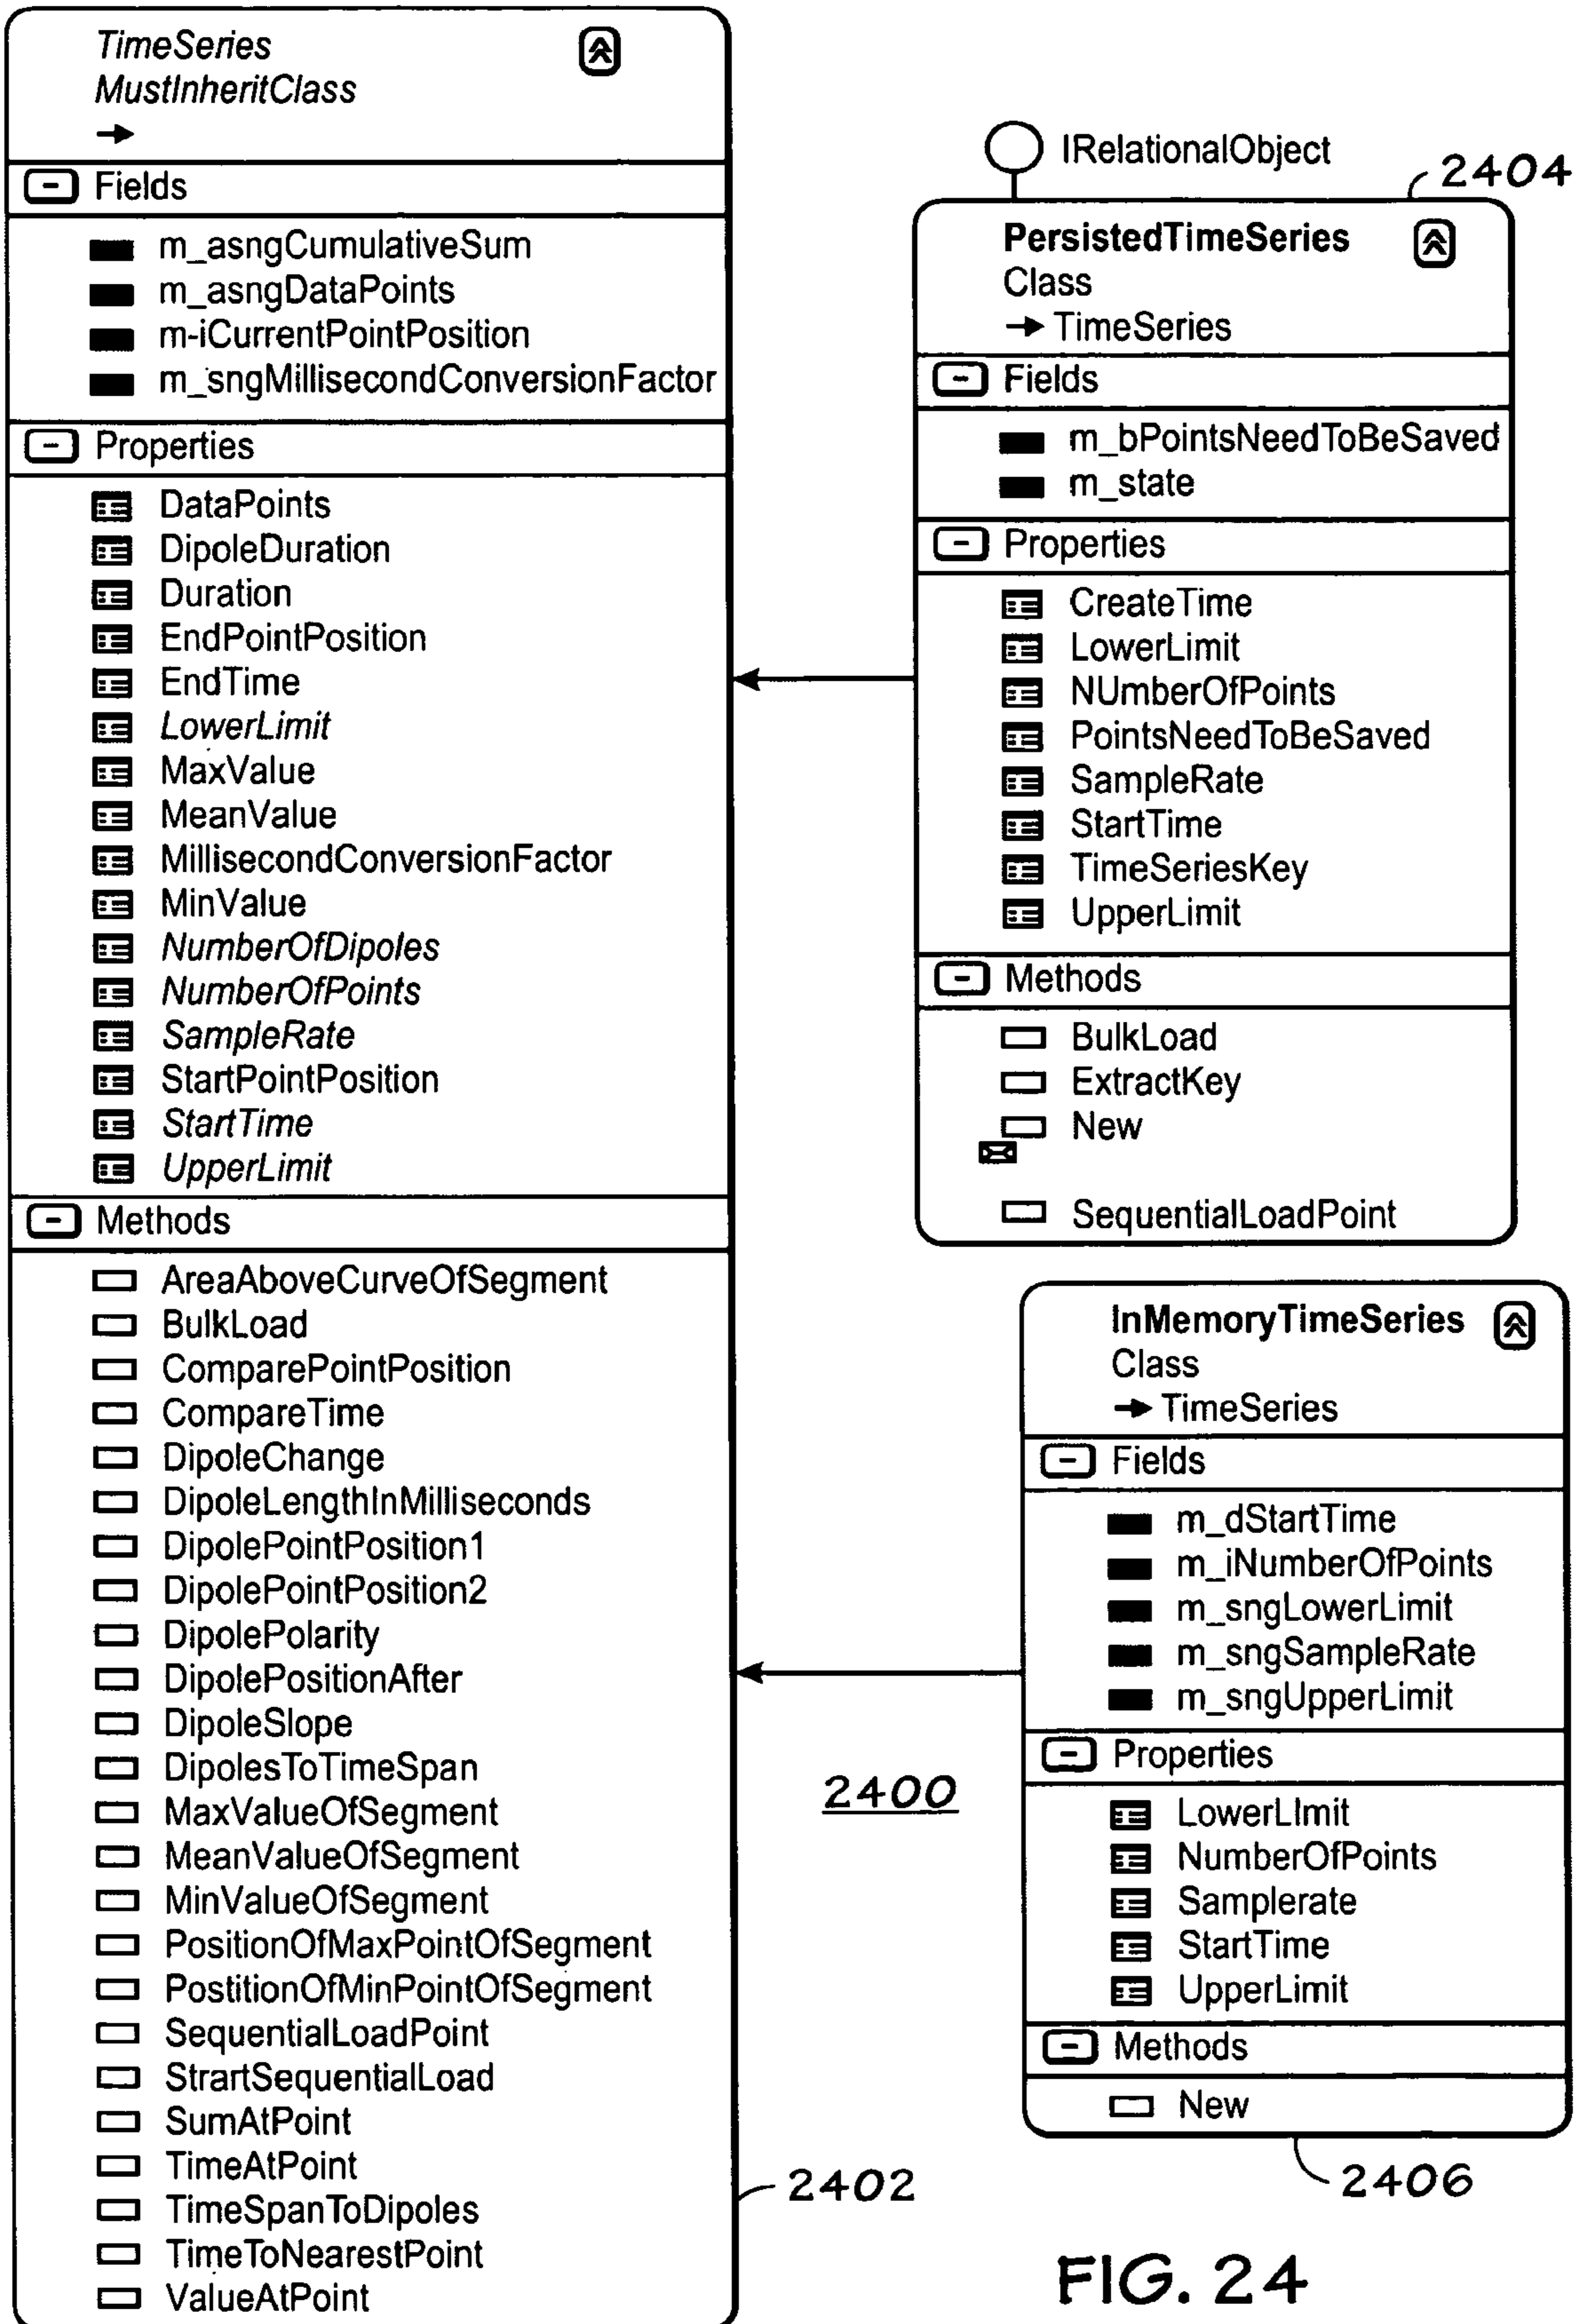 TimeSeries
MustInheritClass
Fields
m_asngCumulativeSum
m_asngDataPoints
m-iCurrentPointPosition
m_sngMillisecondConversionFactor
Properties
DataPoints
DipoleDuration
Duration
EndPointPosition
EndTime
LowerLimit
MaxValue
MeanValue
MillisecondConversionFactor
MinValue
NumberOfDipoles
NumberOfPoints
SampleRate
StartPointPosition
StartTime
UpperLimit
Methods
AreaAboveCurveOfSegment
BulkLoad
ComparePointPosition
CompareTime
DipoleChange
DipoleLengthInMilliseconds
DipolePointPosition1
DipolePointPosition2
DipolePolarity
DipolePositionAfter
DipoleSlope
DipolesToTimeSpan
MaxValueOfSegment
MeanValueOfSegment
MinValueOfSegment
PositionOfMaxPointOfSegment
PostitionOfMinPointOfSegment
SequentialLoadPoint
StrartSequentialLoad
SumAtPoint
TimeAtPoint
TimeSpanToDipoles
TimeToNearestPoint
ValueAtPoint
2402
IRelationalObject
2404
PersistedTimeSeries
Class
TimeSeries
Fields
m_bPointsNeedToBeSaved
m_state
Properties
CreateTime
LowerLimit
NUmberOfPoints
PointsNeedToBeSaved
SampleRate
StartTime
TimeSeriesKey
UpperLimit
Methods
BulkLoad
ExtractKey
New
SequentialLoadPoint
InMemoryTimeSeries
Class
TimeSeries
Fields
m_dStartTime
m_iNumberOfPoints
m_sngLowerLimit
m_sngSampleRate
m_sngUpperLimit
Properties
LowerLImit
NumberOfPoints
Samplerate
StartTime
UpperLimit
Methods
New
2406
2400
FIG. 24